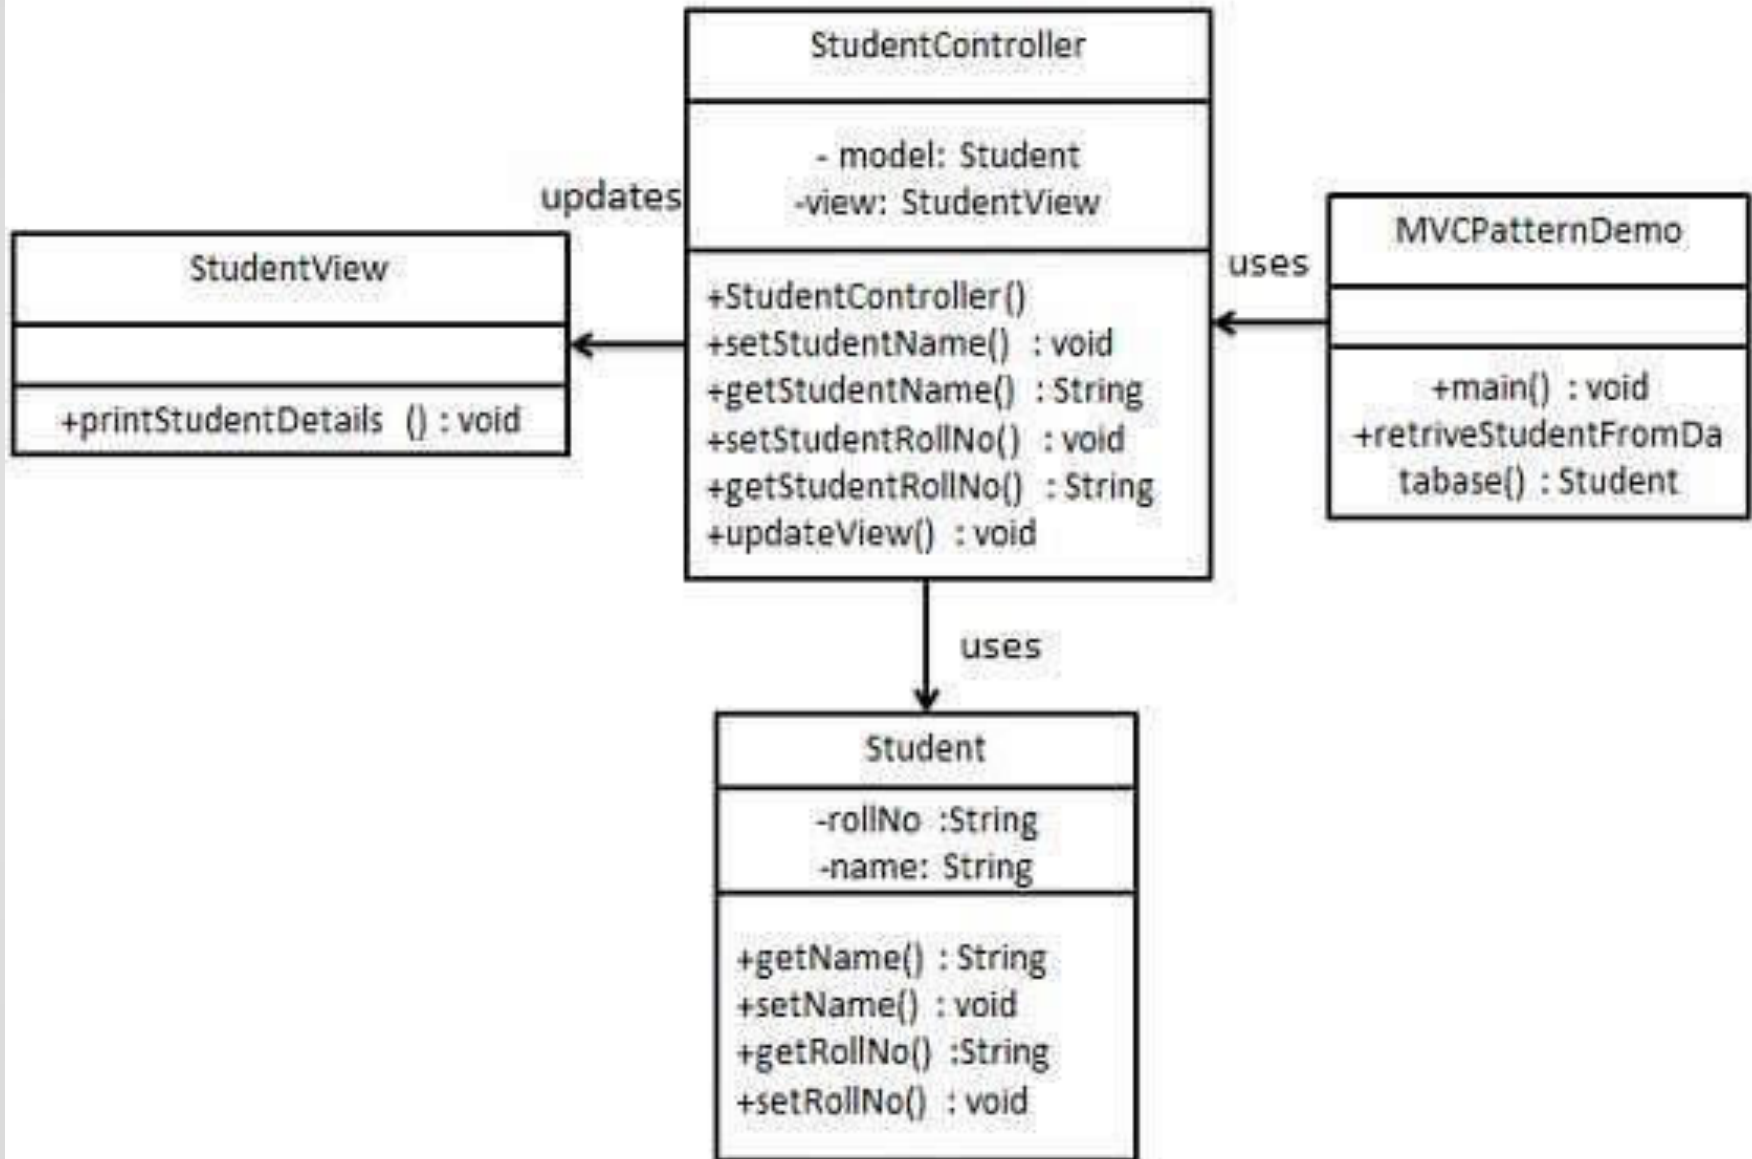 StudentController
- model: Student
-view: StudentView
+StudentController()
+setStudentName() : void
+getStudentName() : String
+setStudentRollNo() : void
+getStudentRollNo() : String
+updateView() : void
updates
StudentView
+printStudentDetails () : void
uses
MVCPatternDemo
+main() : void
+retriveStudentFromDa
tabase() : Student
uses
Student
-rollNo :String
-name: String
+getName() : String
+setName() : void
+getRollNo() :String
+setRollNo() : void